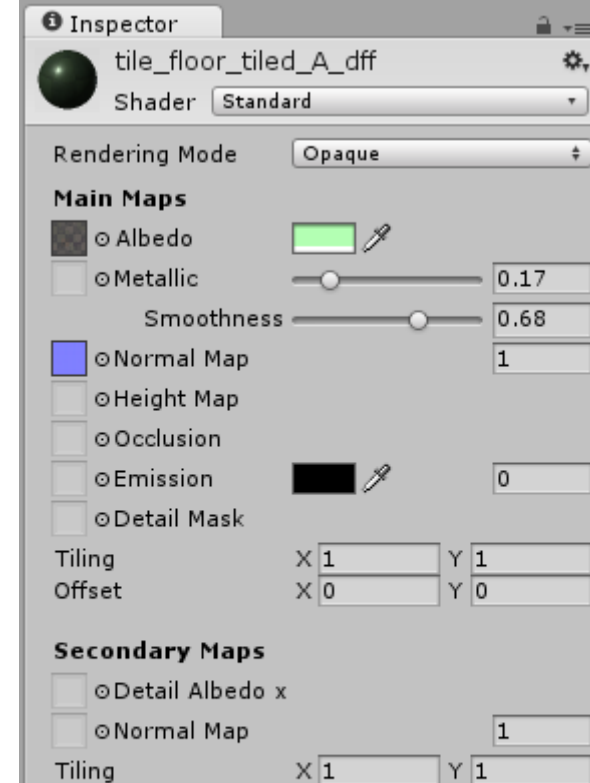 Inspector
tile_floor_tiled_A_dff
Shader Standard
Rendering Mode Opaque
Main Maps
Albedo
Metallic 0.17
Smoothness 0.68
Normal Map 1
Height Map
Occlusion
Emission 0
Detail Mask
Tiling X 1 Y 1
Offset X 0 Y 0
Secondary Maps
Detail Albedo x
Normal Map 1
Tiling X 1 Y 1